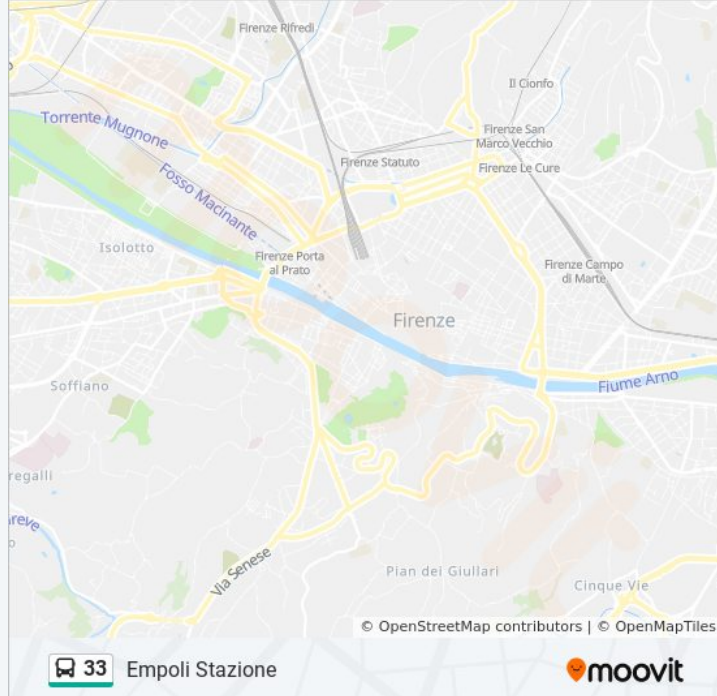 Firenze Rifredi
Il Cionfo
Torrente Mugnone
Firenze San
Marco Vecchio
Firenze Statuto
Firenze Le Cure
Fosso Macinante
Isolotto
Firenze Porta
al Prato
Firenze Campo
di Marte
Firenze
Soffiano
Fiume Arno
regalli
reve
Via Senese
Pian dei Giullari
Cinque Vie
© OpenStreetMap contributors | © OpenMapTiles
33 Empoli Stazione
moovit